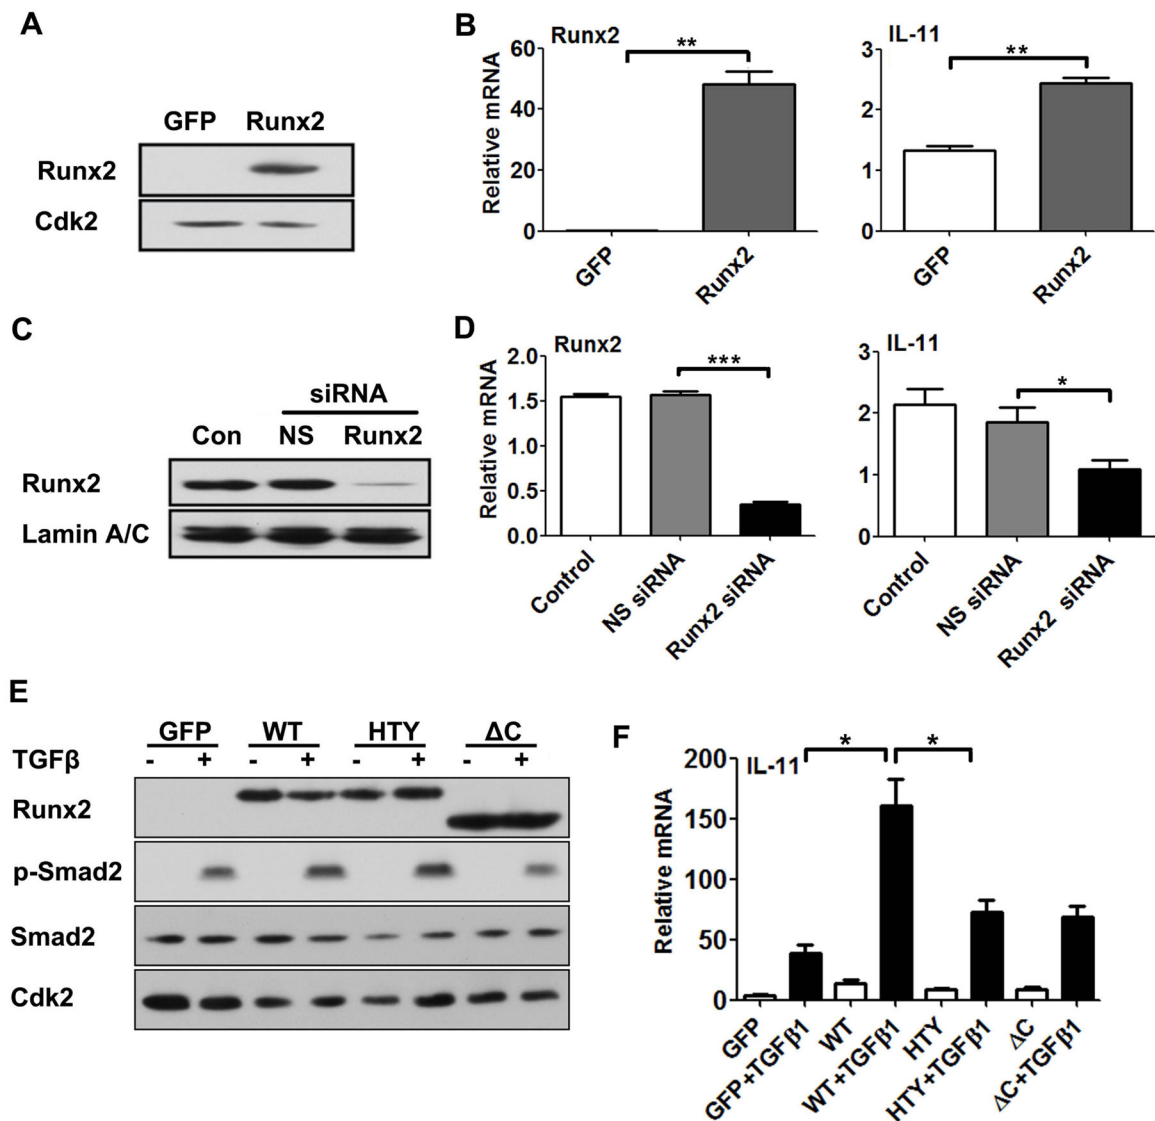 A
GFP Runx2
Runx2
Cdk2
B
Runx2
**
Relative mRNA
60
40
20
0
GFP
Runx2
IL-11
**
3
2
1
0
GFP
Runx2
C
siRNA
Con NS Runx2
Runx2
Lamin A/C
D
Runx2
***
Relative mRNA
2.0
1.5
1.0
0.5
0.0
Control
NS siRNA
Runx2 siRNA
IL-11
*
3
2
1
0
Control
NS siRNA
Runx2 siRNA
E
GFP WT HTY ΔC
TGFβ - + - + - + - +
Runx2
p-Smad2
Smad2
Cdk2
F
IL-11
* *
Relative mRNA
200
150
100
50
0
GFP
GFP+TGFβ1
WT
WT+TGFβ1
HTY
HTY+TGFβ1
ΔC
ΔC+TGFβ1